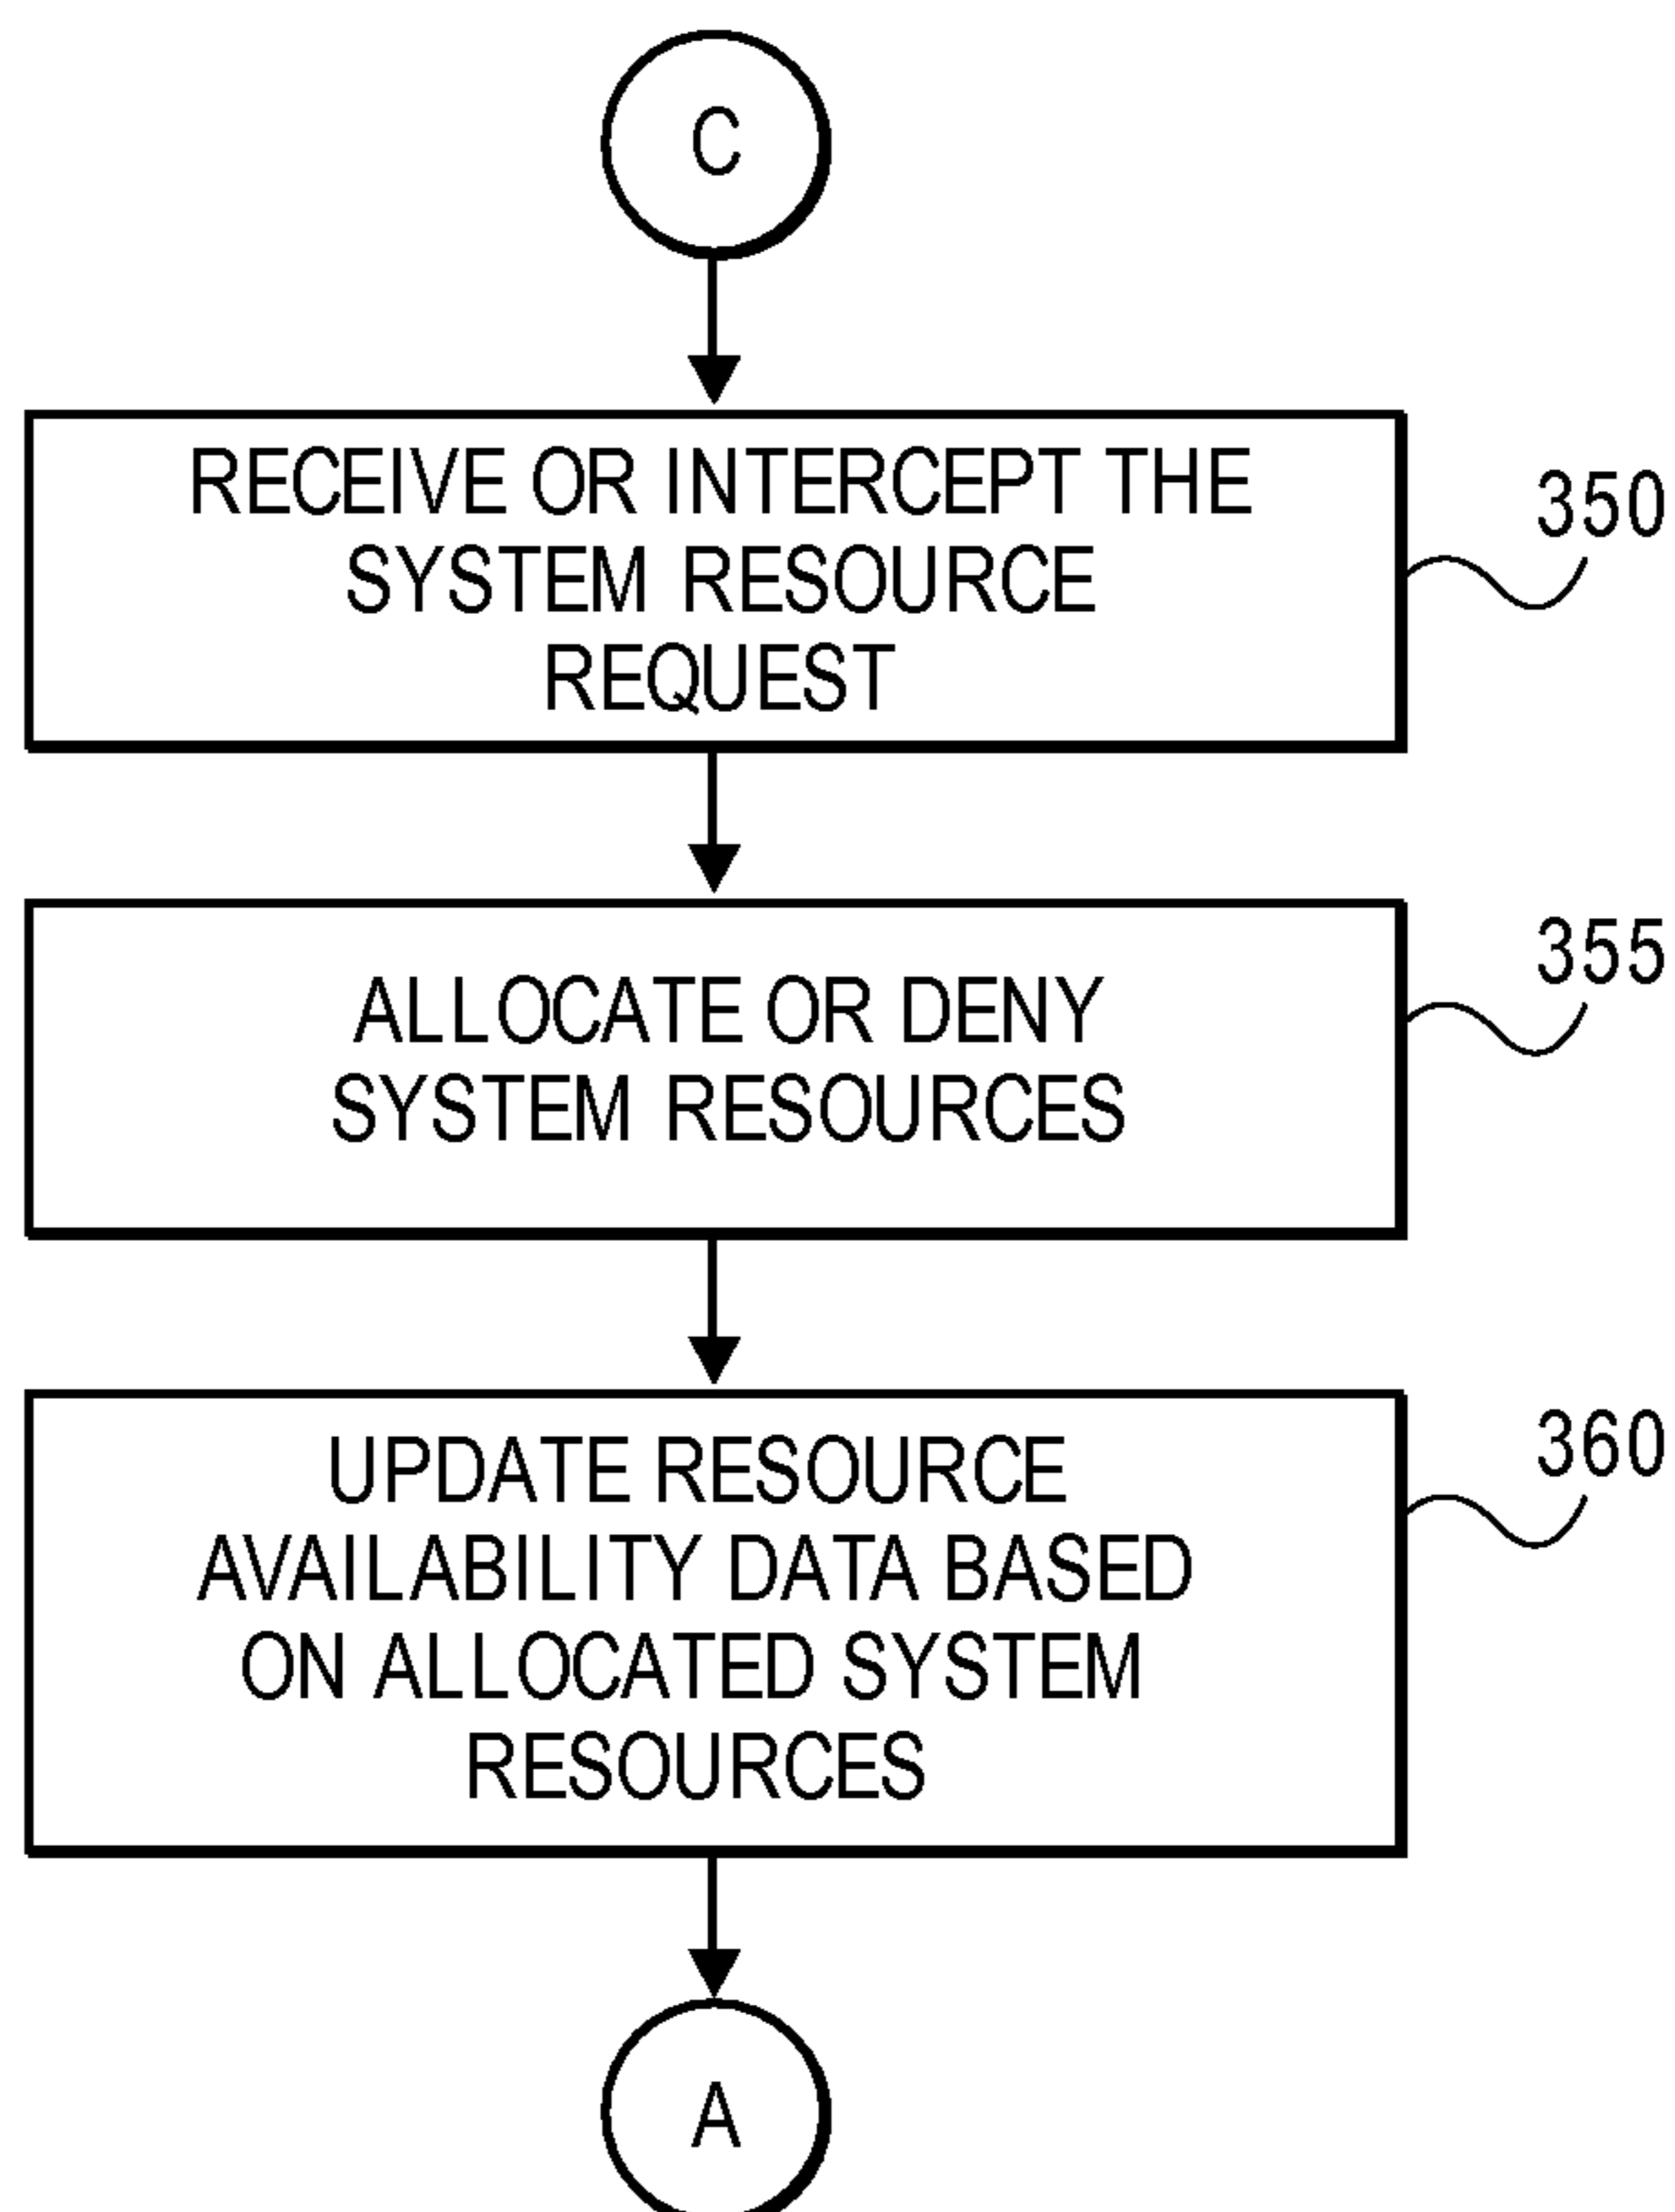 C
RECEIVE OR INTERCEPT THE
SYSTEM RESOURCE
REQUEST
350
ALLOCATE OR DENY
SYSTEM RESOURCES
355
UPDATE RESOURCE
AVAILABILITY DATA BASED
ON ALLOCATED SYSTEM
RESOURCES
360
A